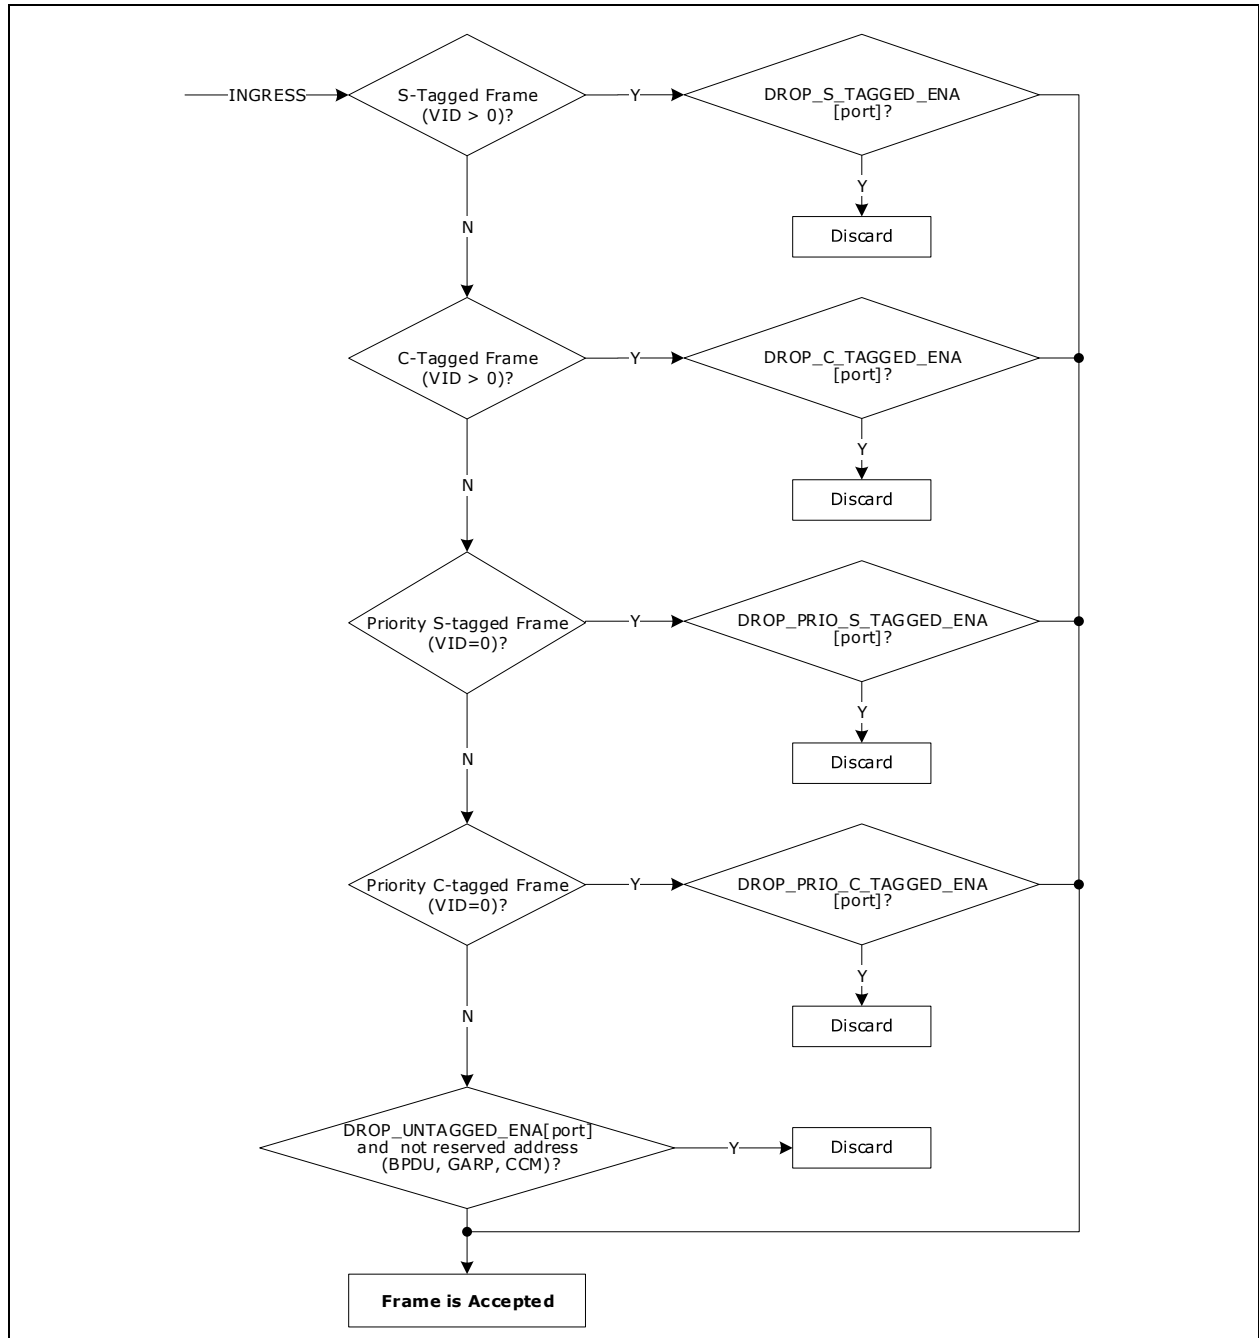 INGRESS
S-Tagged Frame
(VID > 0)?
Y
DROP_S_TAGGED_ENA
[port]?
Y
Discard
N
C-Tagged Frame
(VID > 0)?
Y
DROP_C_TAGGED_ENA
[port]?
Y
Discard
N
Priority S-tagged Frame
(VID=0)?
Y
DROP_PRIO_S_TAGGED_ENA
[port]?
Y
Discard
N
Priority C-tagged Frame
(VID=0)?
Y
DROP_PRIO_C_TAGGED_ENA
[port]?
Y
Discard
N
DROP_UNTAGGED_ENA[port]
and not reserved address
(BPDU, GARP, CCM)?
Y
Discard
Frame is Accepted